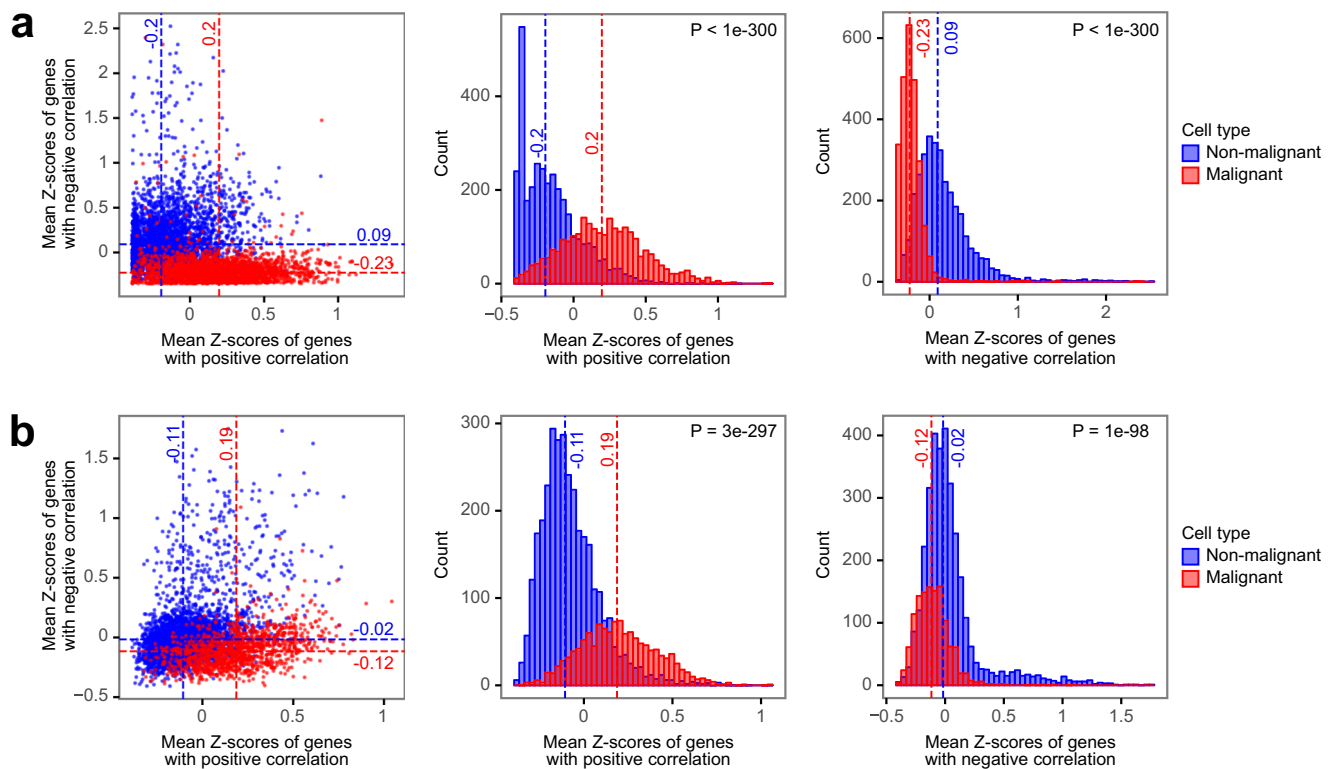 a
-0.2
0.2
0.09
-0.23
2.5
2
1.5
1
0.5
0
0
0.5
1
Mean Z-scores of genes
with negative correlation
Mean Z-scores of genes
with positive correlation
P < 1e-300
-0.2
0.2
400
200
0
−0.5
0
0.5
1
Count
Mean Z-scores of genes
with positive correlation
P < 1e-300
-0.23
0.09
600
400
200
0
0
1
2
Count
Mean Z-scores of genes
with negative correlation
Cell type
Non-malignant
Malignant
b
-0.11
0.19
-0.02
-0.12
1.5
1
0.5
0
−0.5
0
0.5
1
Mean Z-scores of genes
with negative correlation
Mean Z-scores of genes
with positive correlation
P = 3e-297
-0.11
0.19
300
200
100
0
0
0.5
1
Count
Mean Z-scores of genes
with positive correlation
P = 1e-98
-0.12
-0.02
400
300
200
100
0
−0.5
0
0.5
1
1.5
Count
Mean Z-scores of genes
with negative correlation
Cell type
Non-malignant
Malignant